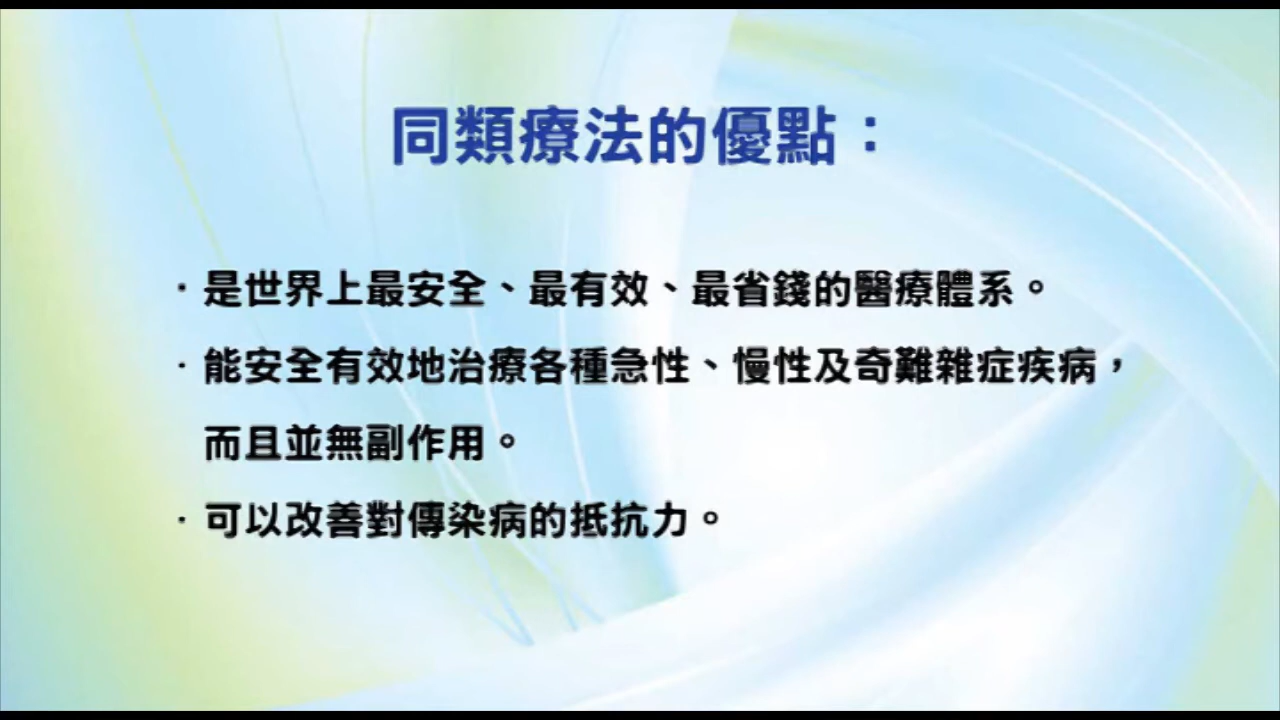 同類療法的優點：
·是世界上最安全、最有效、最省錢的醫療體系。
·能安全有效地治療各種急性、慢性及奇難雜症疾病，
而且並無副作用。
·可以改善對傳染病的抵抗力。